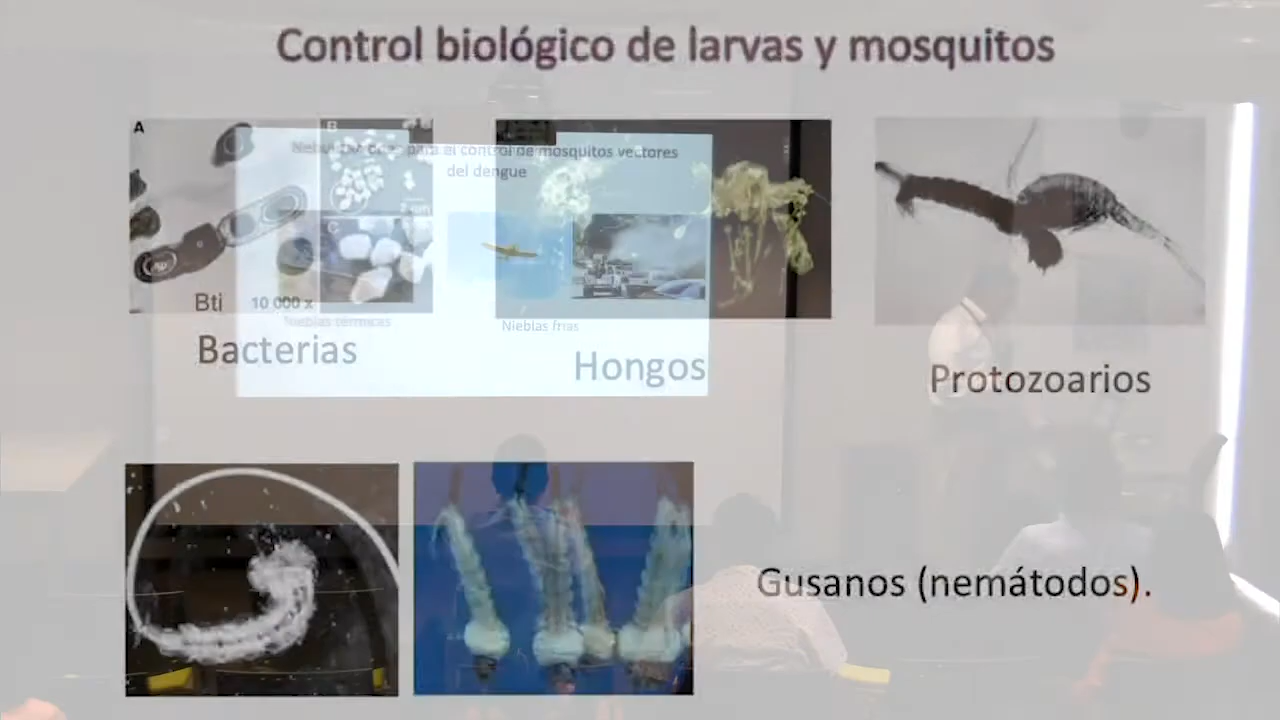 Control biológico de larvas y mosquitos
A
B
C
para el control de mosquitos vectores
del dengue
Bti
10 000 x
Nieblas térmicas
Nieblas frías
Bacterias
Hongos
Protozoarios
Gusanos (nemátodos).